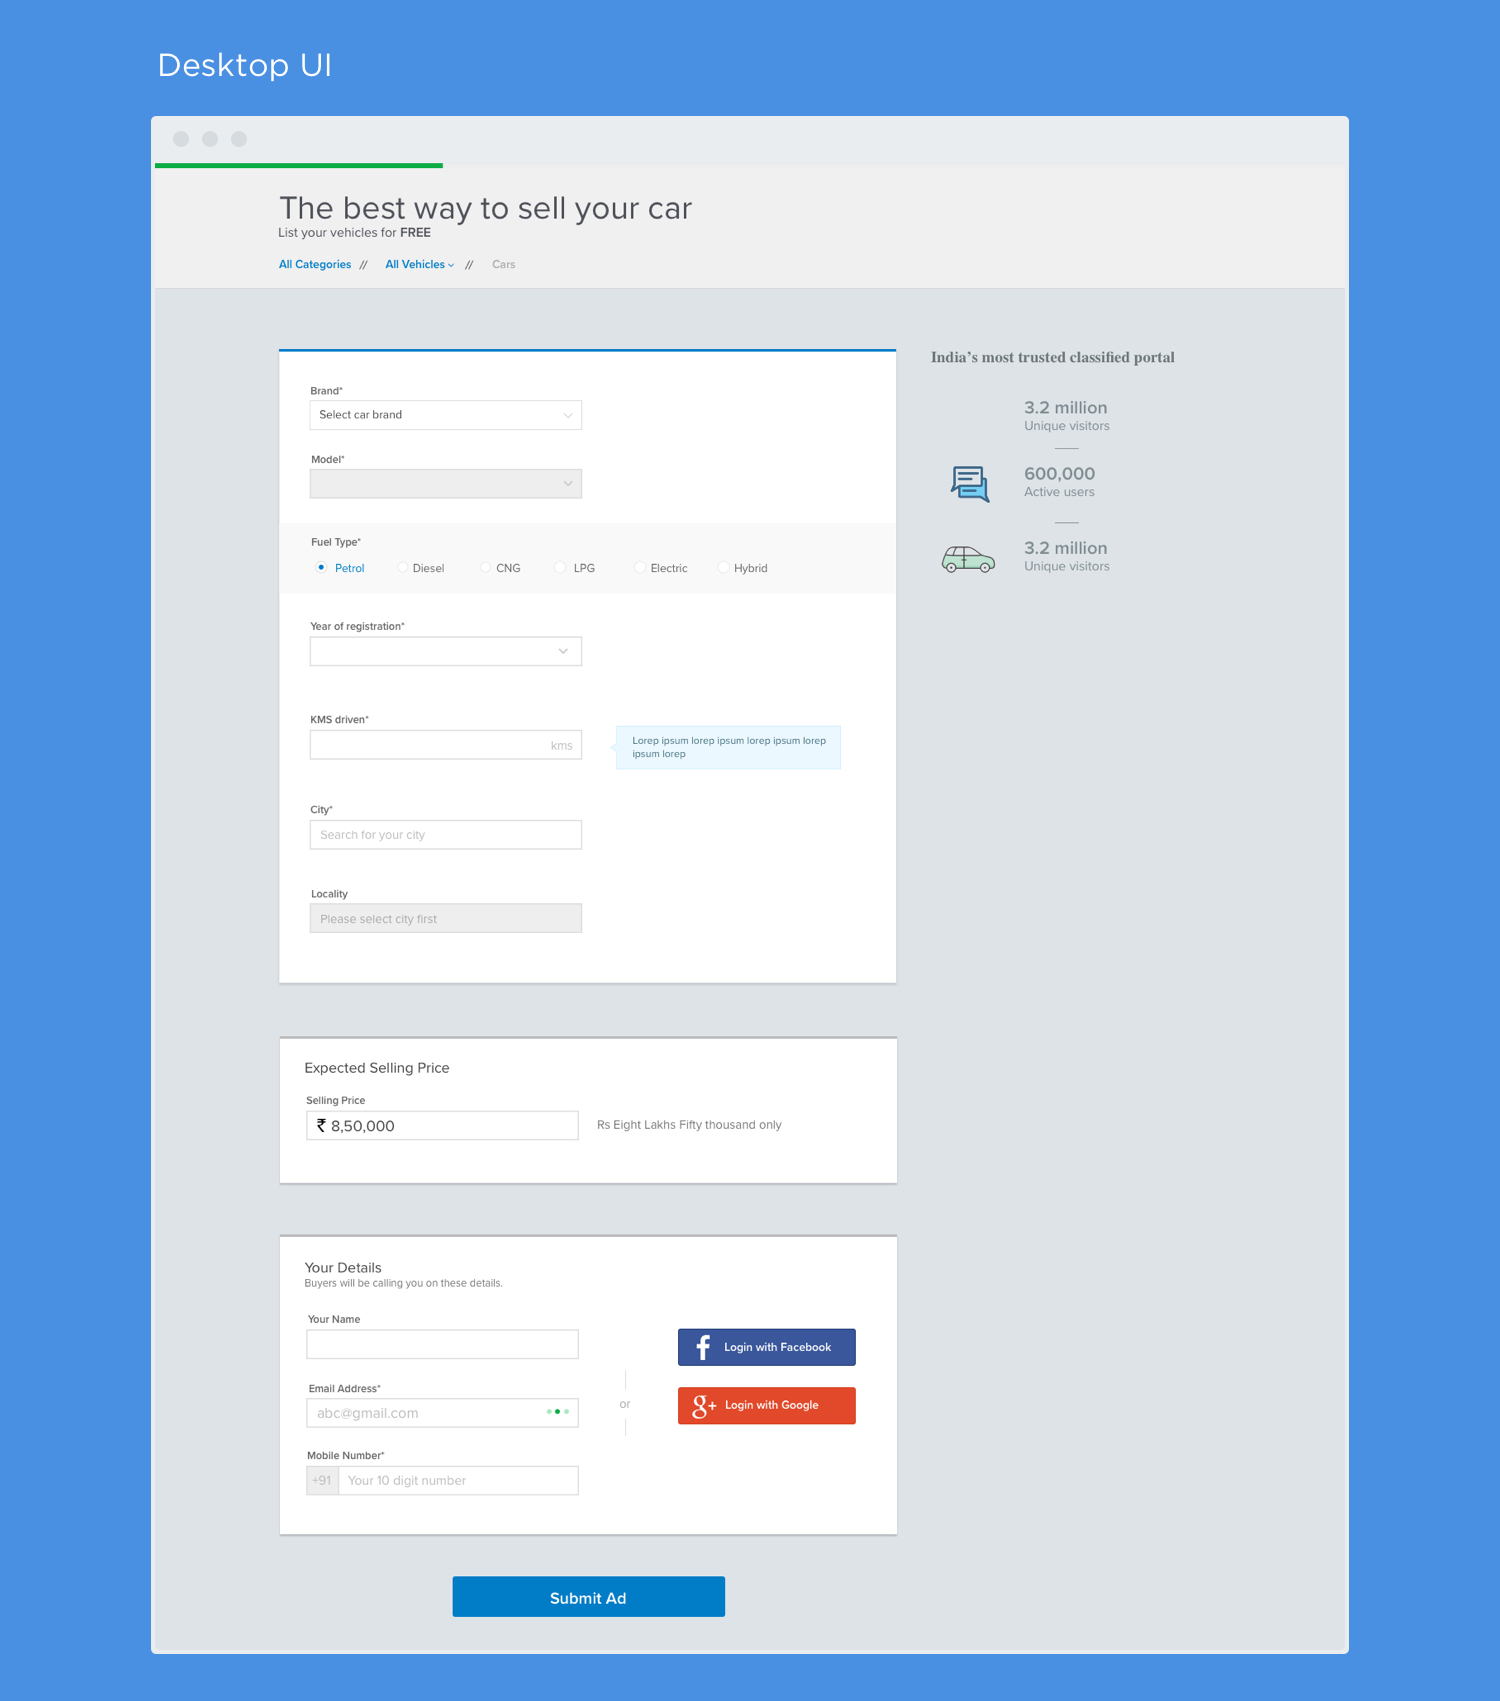 Desktop UI
The best way to sell your car
List your vehicles for FREE
All Categories // All Vehicles // Cars
Brand*
Select car brand
Model*
Fuel Type*
Petrol Diesel CNG LPG Electric Hybrid
Year of registration*
KMS driven*
kms
Lorep ipsum lorep ipsum lorep ipsum lorep
ipsum lorep
City*
Search for your city
Locality
Please select city first
India’s most trusted classified portal
3.2 million
Unique visitors
600,000
Active users
3.2 million
Unique visitors
Expected Selling Price
Selling Price
₹ 8,50,000
Rs Eight Lakhs Fifty thousand only
Your Details
Buyers will be calling you on these details.
Your Name
Email Address*
abc@gmail.com
Mobile Number*
+91 Your 10 digit number
or
f Login with Facebook
g+ Login with Google
Submit Ad